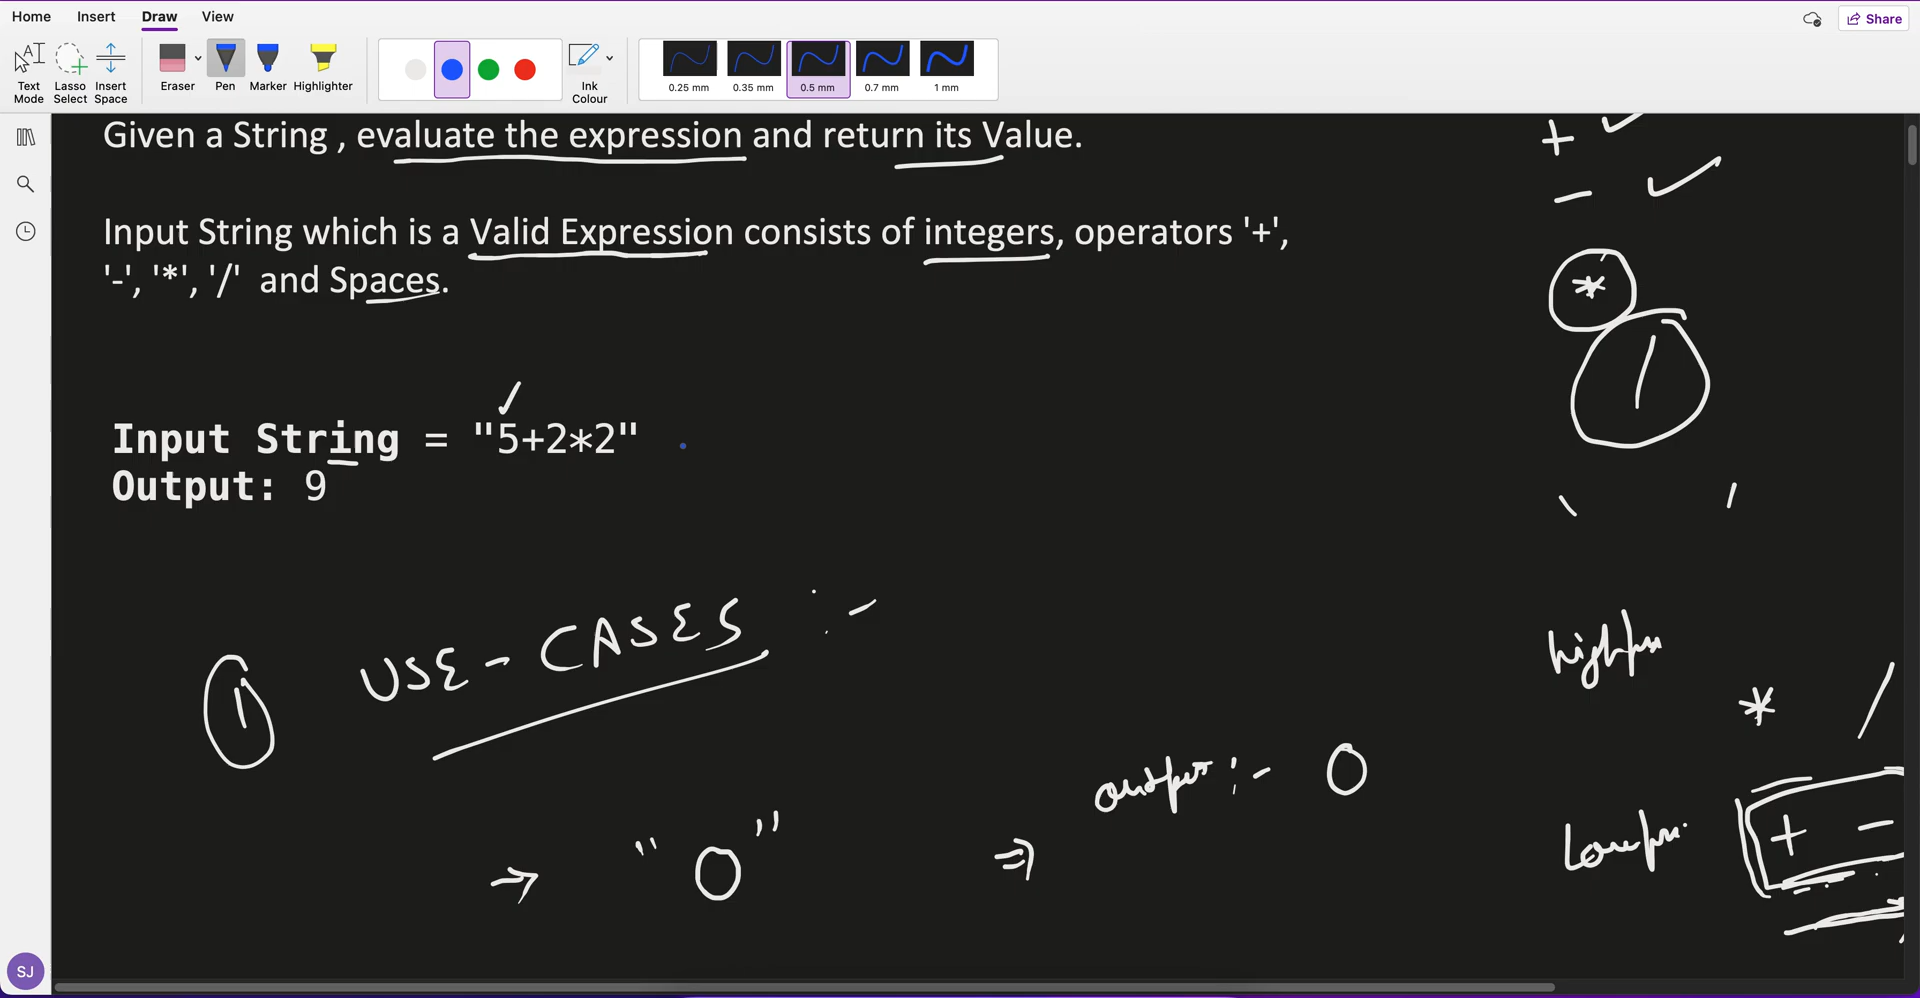 Home Insert Draw View
Share
Text Mode
Lasso Select
Insert Space
Eraser
Pen
Marker
Highlighter
Ink Colour
0.25 mm
0.35 mm
0.5 mm
0.7 mm
1 mm
Given a String , evaluate the expression and return its Value.
Input String which is a Valid Expression consists of integers, operators '+',
'-', '*', '/'  and Spaces.
Input String = "5+2*2"
Output: 9
+ ✓
- ✓
*
/
' '
① USE - CASES :-
* /
+ -
→ "0" ⇒
output :- 0
SJ